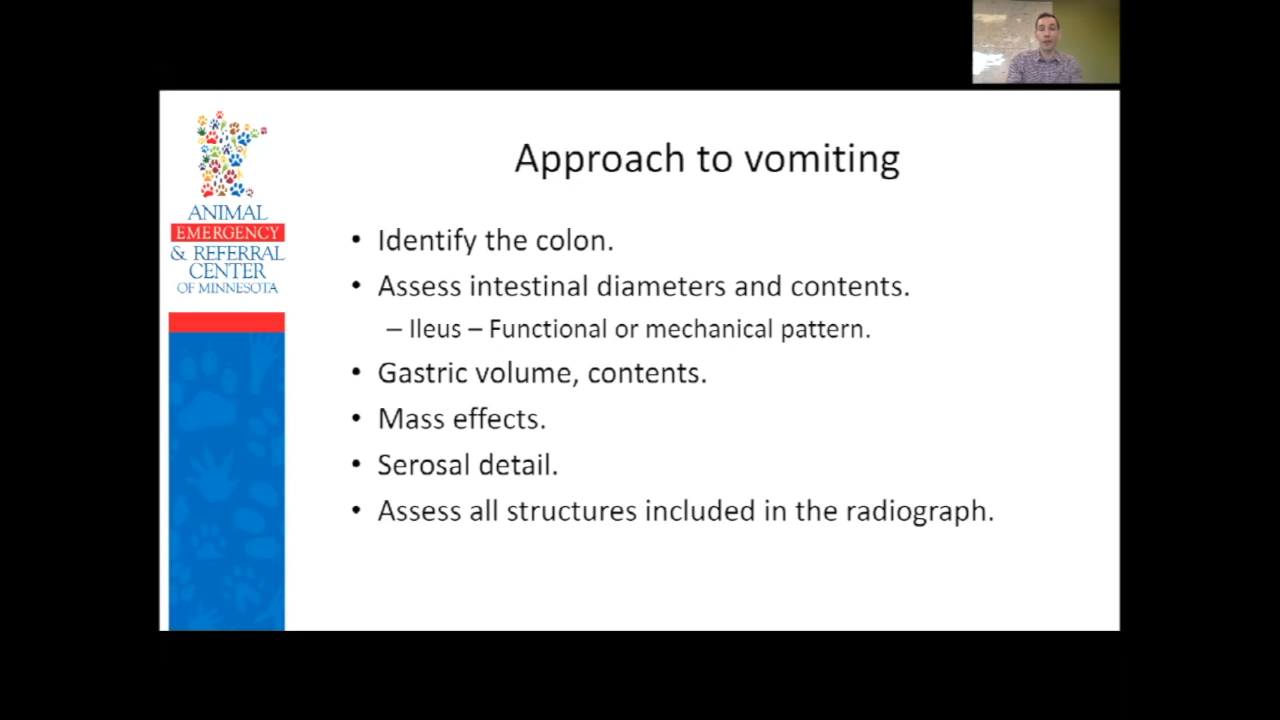 Approach to vomiting
ANIMAL
EMERGENCY
& REFERRAL
CENTER
OF MINNESOTA
• Identify the colon.
• Assess intestinal diameters and contents.
– Ileus – Functional or mechanical pattern.
• Gastric volume, contents.
• Mass effects.
• Serosal detail.
• Assess all structures included in the radiograph.